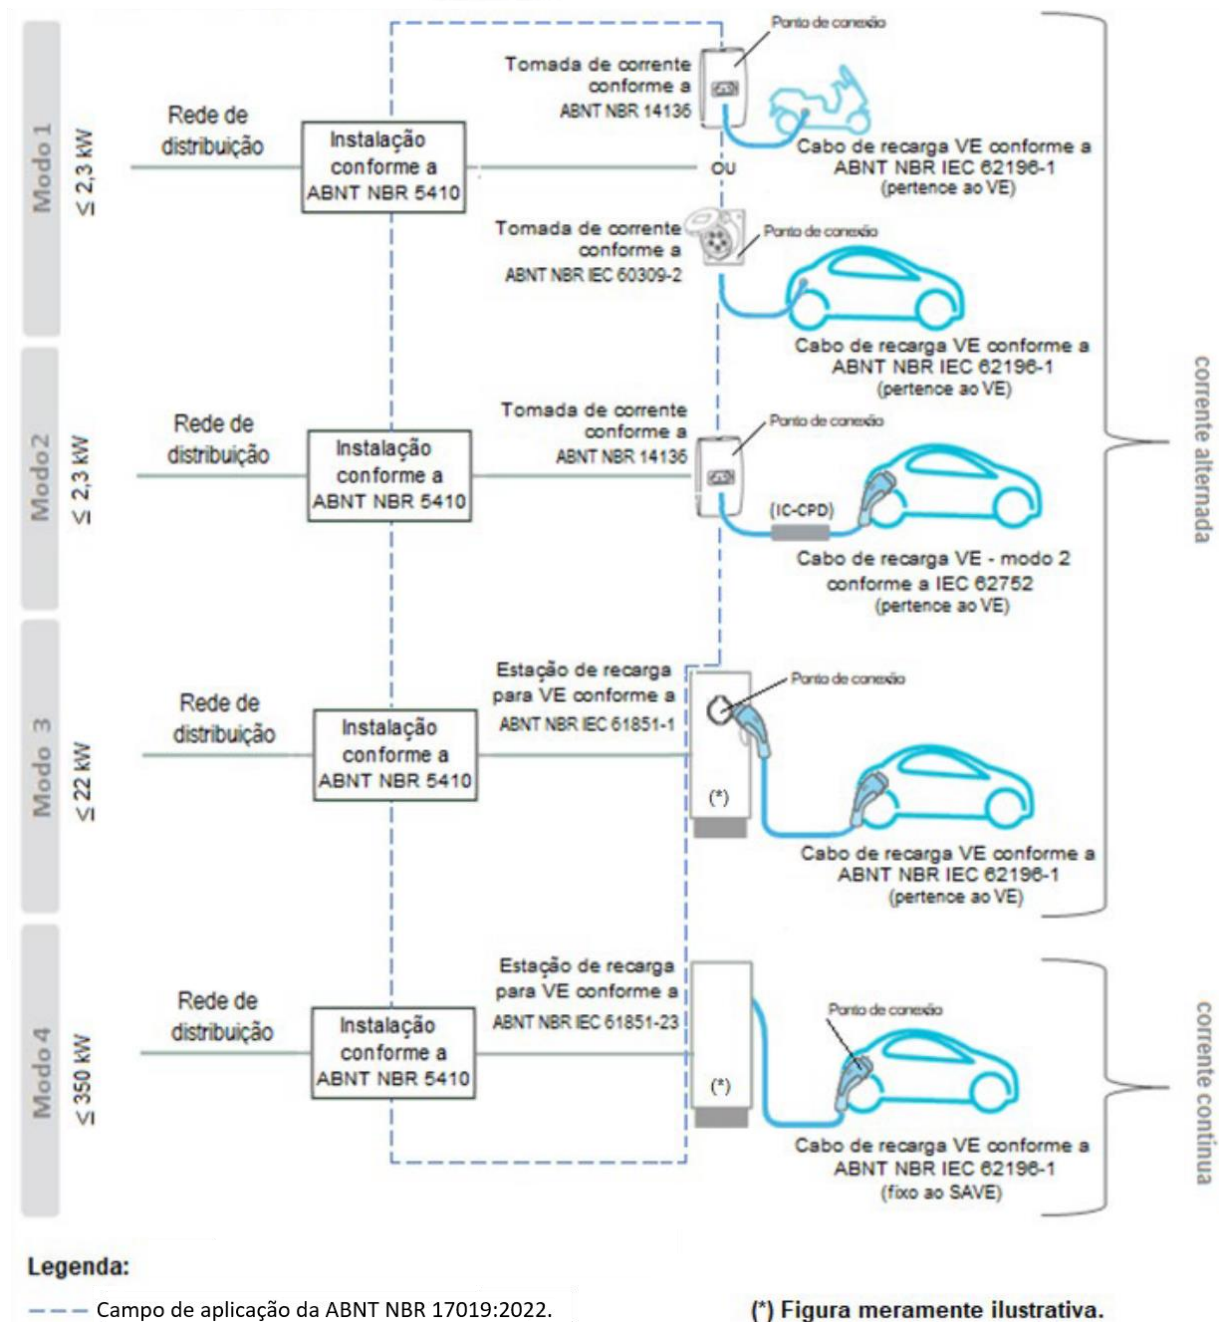 Modo 1
≤ 2,3 kW
Rede de
distribuição
Instalação
conforme a
ABNT NBR 5410
Tomada de corrente
conforme a
ABNT NBR 14136
Ponto de conexão
Cabo de recarga VE conforme a
ABNT NBR IEC 62196-1
(pertence ao VE)
OU
Tomada de corrente
conforme a
ABNT NBR IEC 60309-2
Ponto de conexão
Cabo de recarga VE conforme a
ABNT NBR IEC 62196-1
(pertence ao VE)
Modo2
≤ 2,3 kW
Rede de
distribuição
Instalação
conforme a
ABNT NBR 5410
Tomada de corrente
conforme a
ABNT NBR 14136
Ponto de conexão
(IC-CPD)
Cabo de recarga VE - modo 2
conforme a IEC 62752
(pertence ao VE)
Modo 3
≤ 22 kW
Rede de
distribuição
Instalação
conforme a
ABNT NBR 5410
Estação de recarga
para VE conforme a
ABNT NBR IEC 61851-1
Ponto de conexão
(*)
Cabo de recarga VE conforme a
ABNT NBR IEC 62196-1
(pertence ao VE)
corrente alternada
Modo 4
≤ 350 kW
Rede de
distribuição
Instalação
conforme a
ABNT NBR 5410
Estação de recarga
para VE conforme a
ABNT NBR IEC 61851-23
Ponto de conexão
(*)
Cabo de recarga VE conforme a
ABNT NBR IEC 62196-1
(fixo ao SAVE)
corrente continua
Legenda:
Campo de aplicação da ABNT NBR 17019:2022.
(*) Figura meramente ilustrativa.